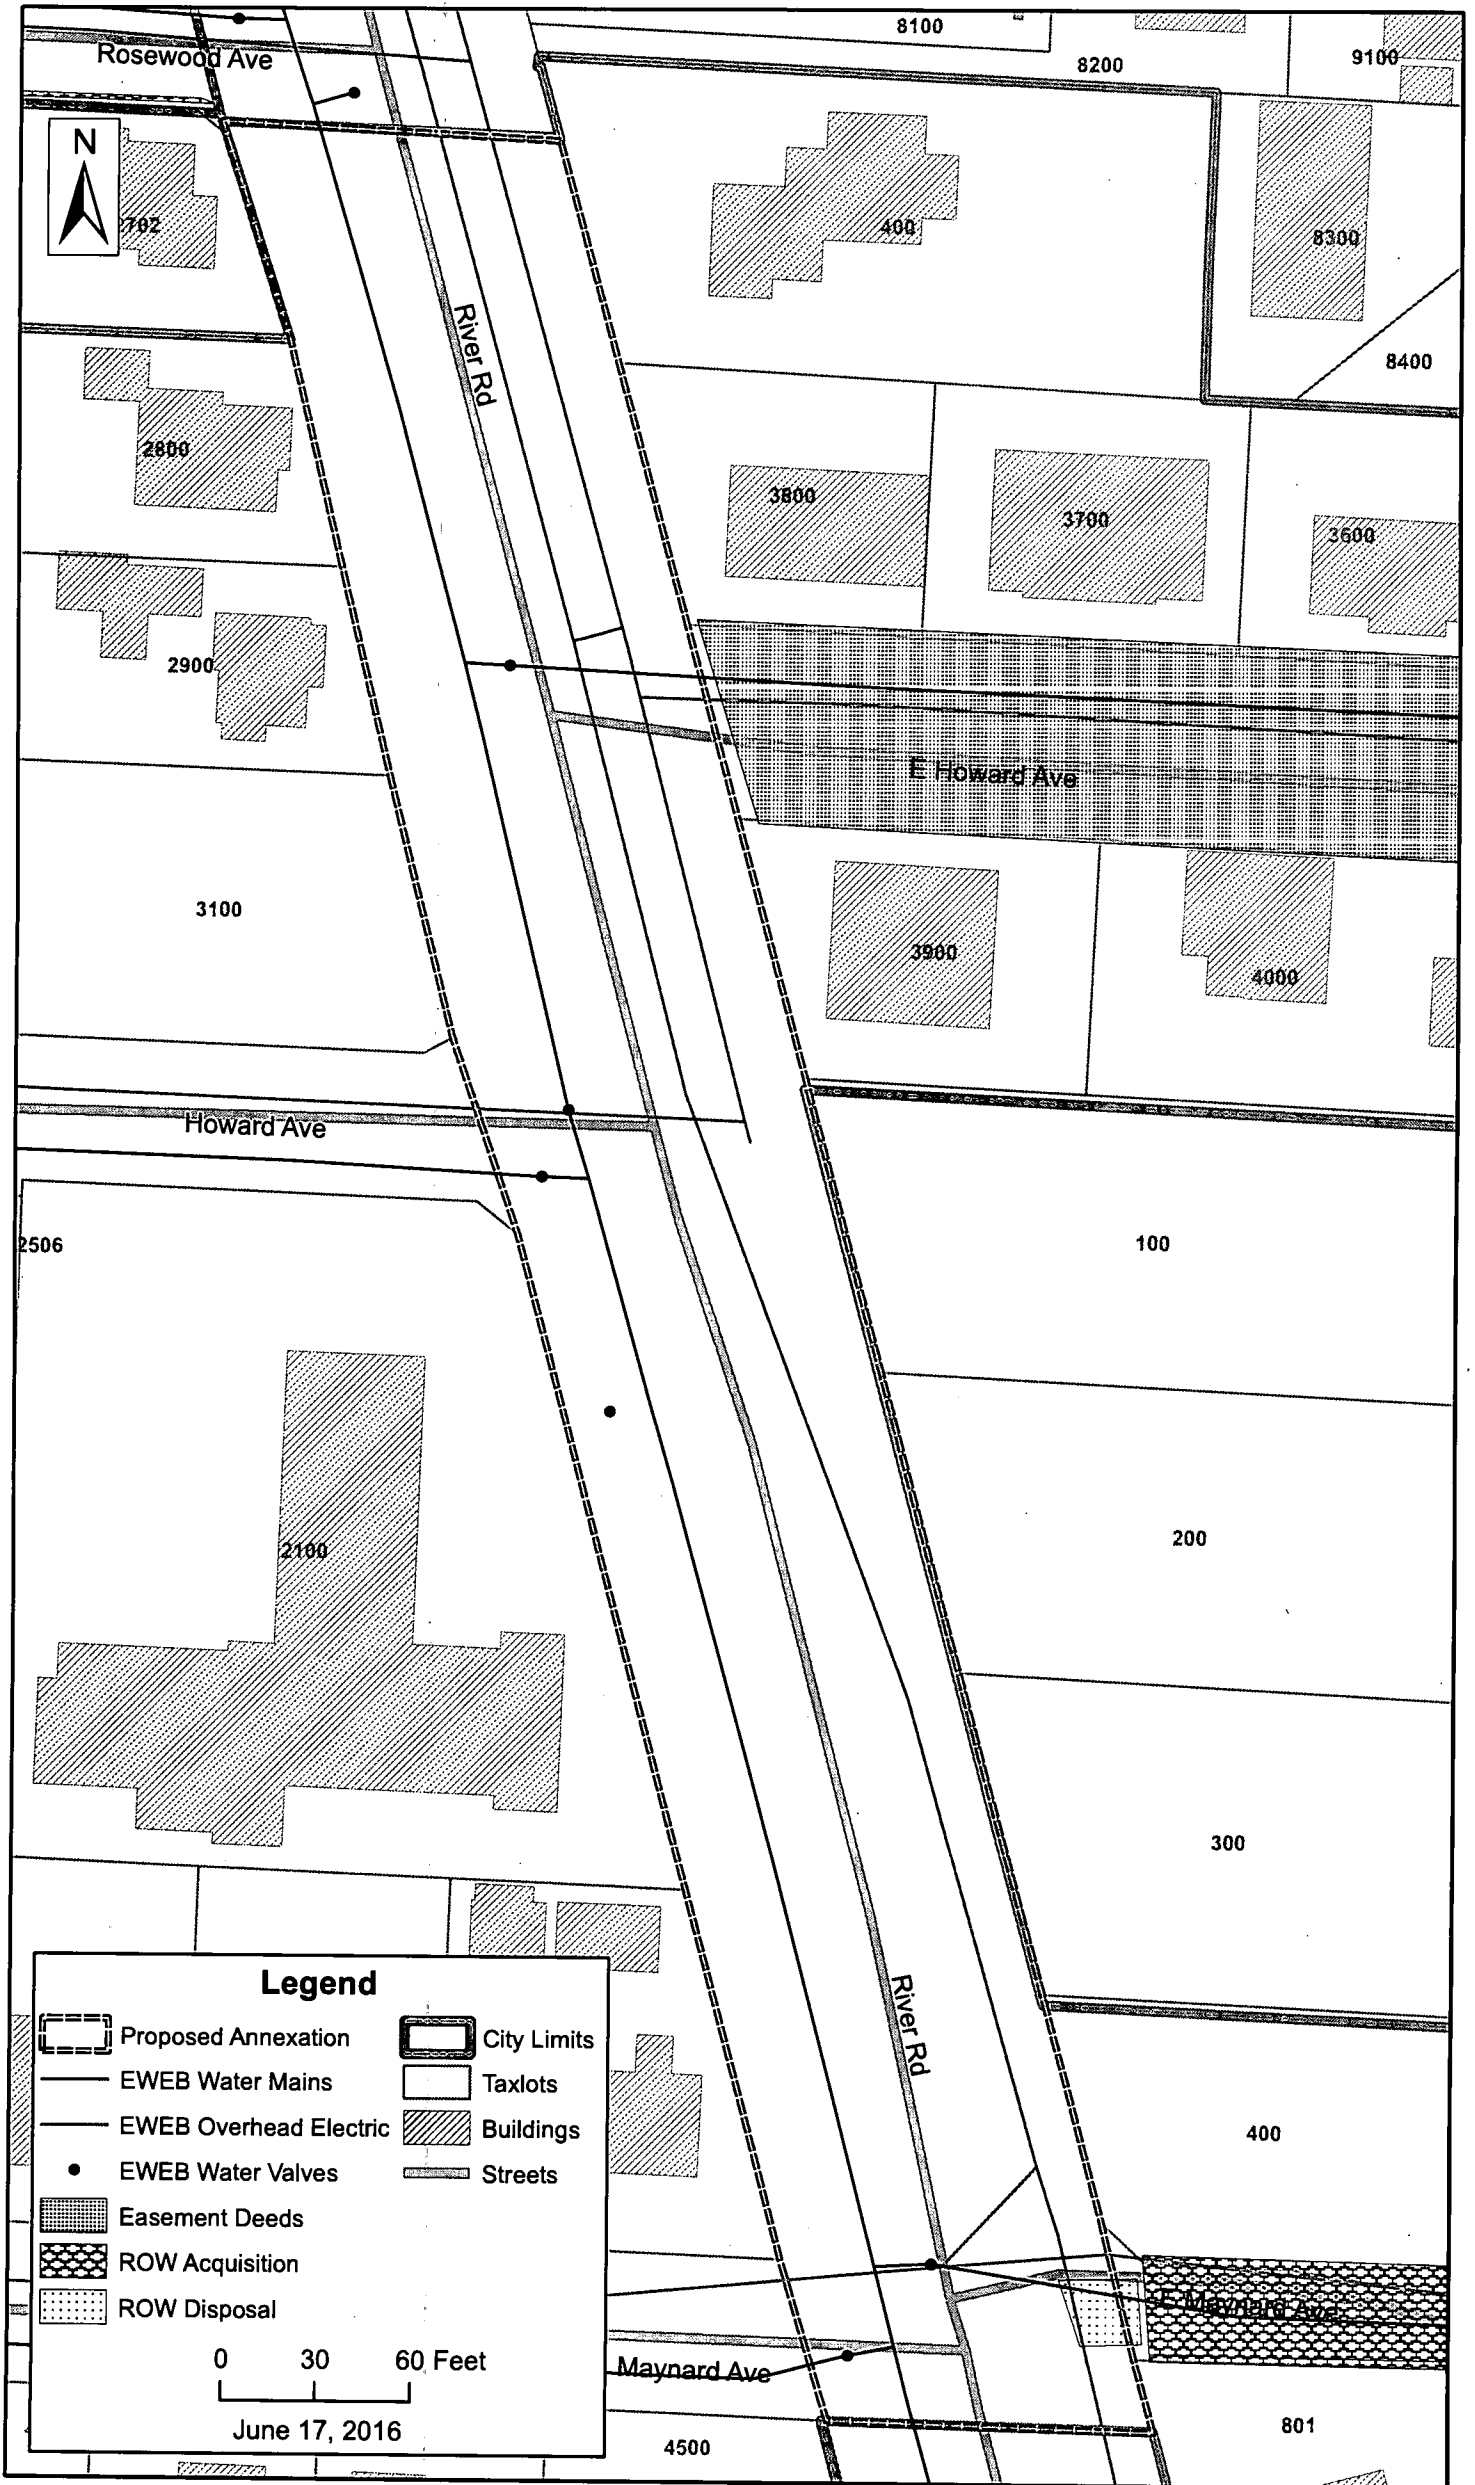 8100
Rosewood Ave
8200
9100
N
702
400
8300
River Rd
8400
2800
3800
3700
3600
2900
E Howard Ave
3100
3900
4000
Howard Ave
2506
100
200
2100
300
River Rd
400
Legend
Proposed Annexation
City Limits
EWEB Water Mains
Taxlots
EWEB Overhead Electric
Buildings
EWEB Water Valves
Streets
Easement Deeds
ROW Acquisition
ROW Disposal
0 30 60 Feet
June 17, 2016
E Maynard Ave
Maynard Ave
4500
801